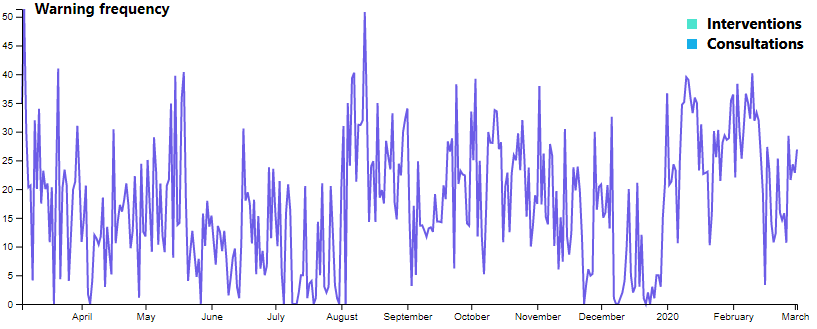 Warning frequency
Interventions
Consultations
50
45
40
35
30
25
20
15
10
5
0
April May June July August September October November December 2020 February March